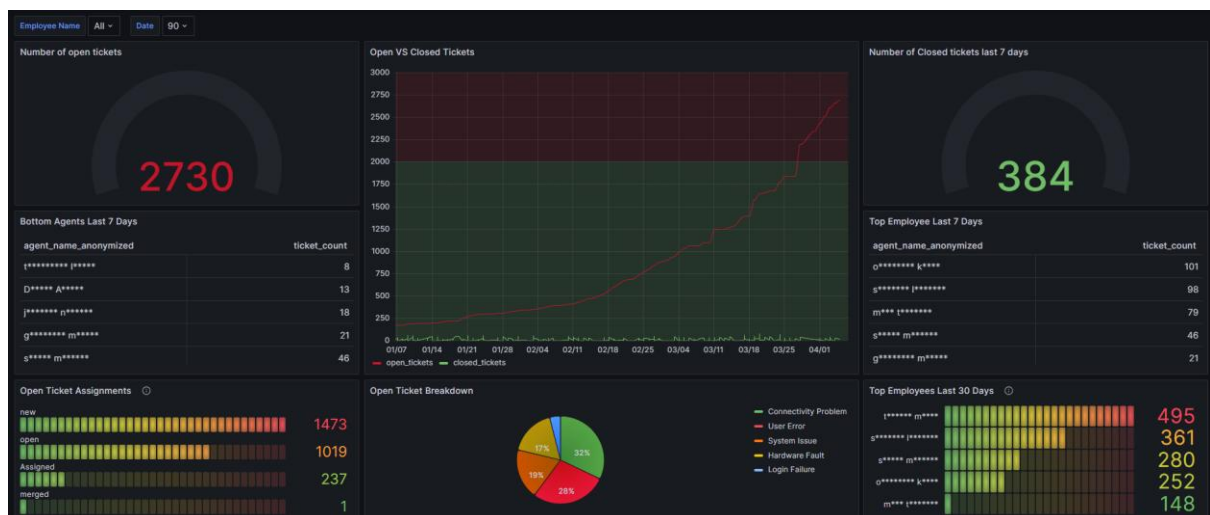 Employee Name All Date 90
Number of open tickets
2730
Open VS Closed Tickets
3000
2750
2500
2250
2000
1750
1500
1250
1000
750
500
250
0
01/07 01/14 01/21 01/28 02/04 02/11 02/18 02/25 03/04 03/11 03/18 03/25 04/01
open_tickets closed_tickets
Number of Closed tickets last 7 days
384
Bottom Agents Last 7 Days
agent_name_anonymized ticket_count
t********* l***** 8
D***** A***** 13
j******* n****** 18
g******** m***** 21
s***** m****** 46
Top Employee Last 7 Days
agent_name_anonymized ticket_count
o******** k**** 101
s******* l******* 98
m*** t******* 79
s***** m****** 46
g******** m***** 21
Open Ticket Assignments
new 1473
open 1019
Assigned 237
merged 1
Open Ticket Breakdown
32%
28%
19%
17%
Connectivity Problem
User Error
System Issue
Hardware Fault
Login Failure
Top Employees Last 30 Days
t****** m**** 495
s******* l******* 361
s***** m****** 280
o******** k**** 252
m*** t******* 148